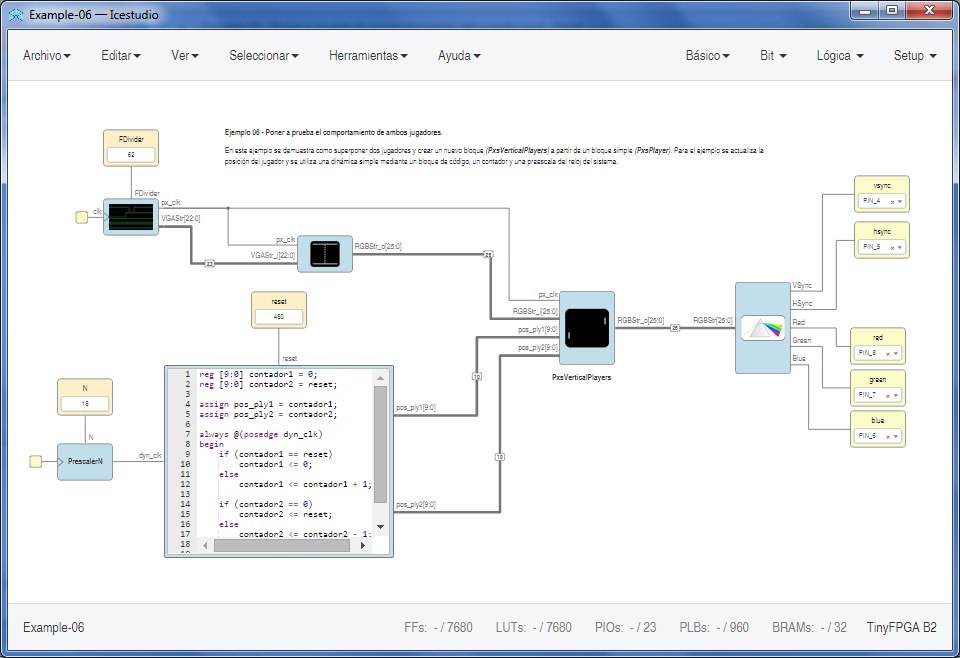 Example-06 — Icestudio
Archivo Editar Ver Seleccionar Herramientas Ayuda Básico Bit Lógica Setup
Ejemplo 06 - Poner a prueba el comportamiento de ambos jugadores.
En este ejemplo se demuestra como superponer dos jugadores y crear un nuevo bloque (PxsVerticalPlayers) a partir de un bloque simple (PxsPlayer). Para el ejemplo se actualiza la
posición del jugador y se utiliza una dinámica simple mediante un bloque de código, un contador y una preescala del reloj del sistema.
FDivider
62
FDivider
clk
px_clk
VGAStr[22:0]
23
px_clk
VGAStr_i[22:0]
RGBStr_o[25:0]
26
reset
480
reset
px_clk
RGBStr_i[25:0]
pos_ply1[9:0]
pos_ply2[9:0]
RGBStr_o[25:0]
26
RGBStr[25:0]
PxsVerticalPlayers
VSync
HSync
Red
Green
Blue
vsync
PIN_4
hsync
PIN_5
red
PIN_8
green
PIN_7
blue
PIN_6
N
18
N
PrescalerN
dyn_clk
1 reg [9:0] contador1 = 0;
2 reg [9:0] contador2 = reset;
3
4 assign pos_ply1 = contador1;
5 assign pos_ply2 = contador2;
6
7 always @(posedge dyn_clk)
8 begin
9 if (contador1 == reset)
10 contador1 <= 0;
11 else
12 contador1 <= contador1 + 1;
13
14 if (contador2 == 0)
15 contador2 <= reset;
16 else
17 contador2 <= contador2 - 1;
18
pos_ply1[9:0]
10
pos_ply2[9:0]
10
Example-06 FFs: - / 7680 LUTs: - / 7680 PIOs: - / 23 PLBs: - / 960 BRAMs: - / 32 TinyFPGA B2